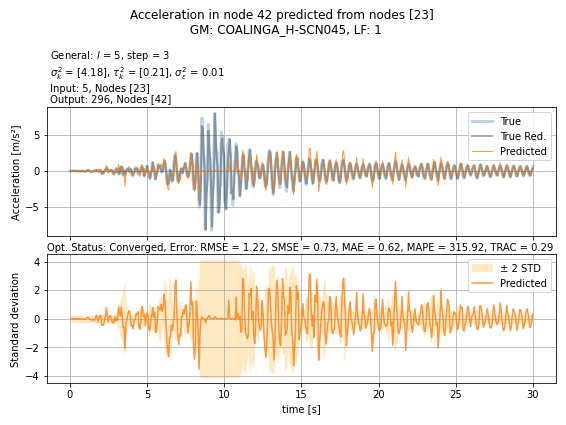 Acceleration in node 42 predicted from nodes [23]
GM: COALINGA_H-SCN045, LF: 1
General: l = 5, step = 3
σ²ₖ = [4.18], τ²ₖ = [0.21], σ²ε = 0.01
Input: 5, Nodes [23]
Output: 296, Nodes [42]
Acceleration [m/s²]
5
0
−5
True
True Red.
Predicted
Opt. Status: Converged, Error: RMSE = 1.22, SMSE = 0.73, MAE = 0.62, MAPE = 315.92, TRAC = 0.29
Standard deviation
4
2
0
−2
−4
± 2 STD
Predicted
0 5 10 15 20 25 30
time [s]